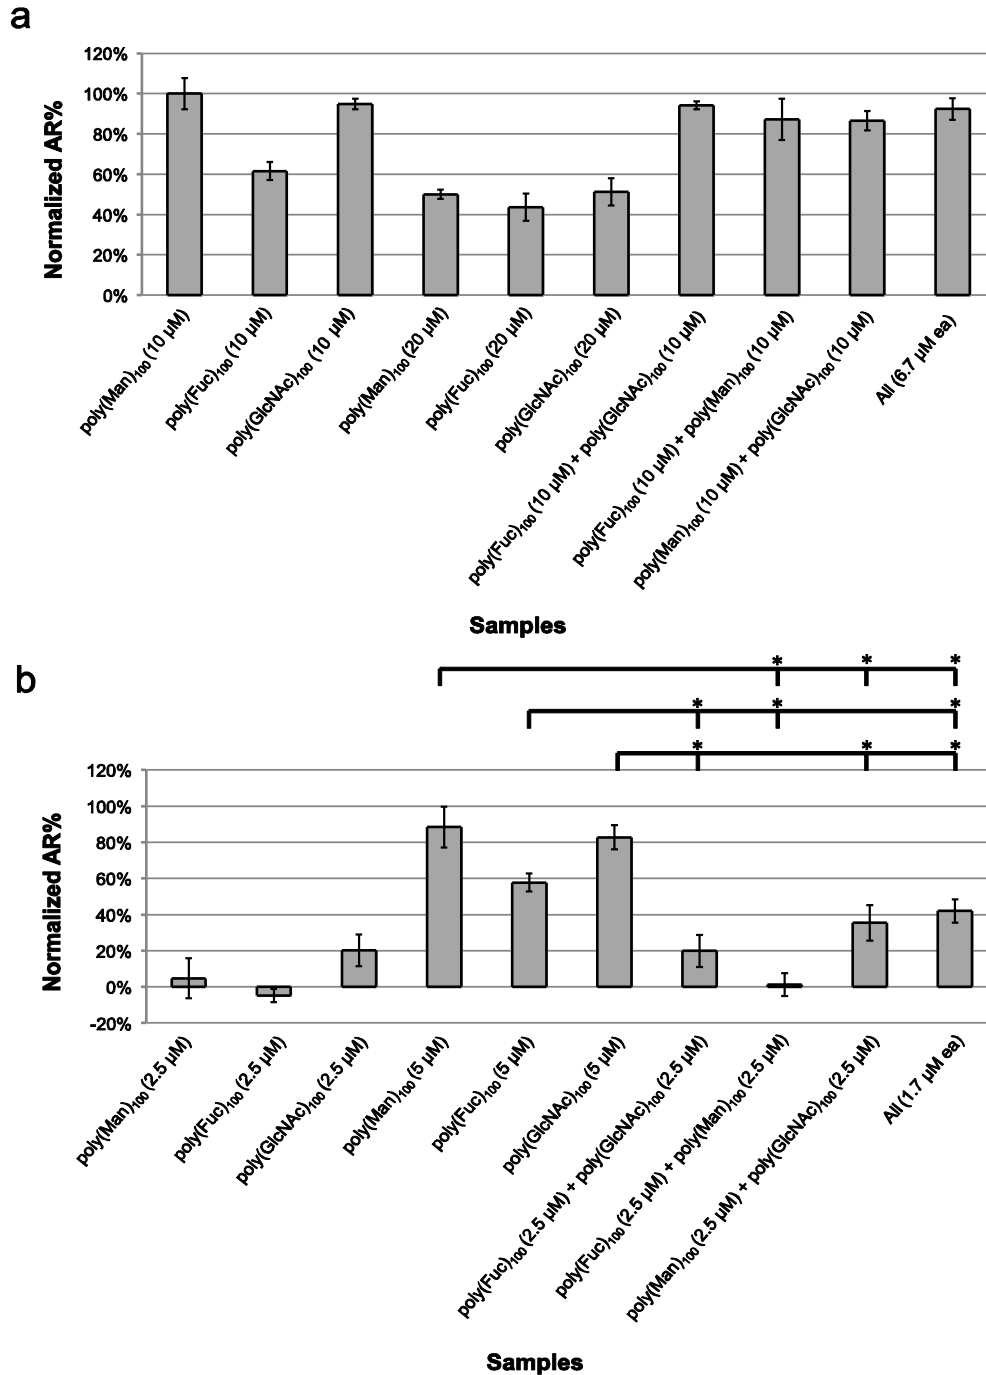 a
120%
100%
80%
60%
40%
20%
0%
Normalized AR%
poly(Man)₁₀₀ (10 µM)
poly(Fuc)₁₀₀ (10 µM)
poly(GlcNAc)₁₀₀ (10 µM)
poly(Man)₁₀₀ (20 µM)
poly(Fuc)₁₀₀ (20 µM)
poly(GlcNAc)₁₀₀ (20 µM)
poly(Fuc)₁₀₀ (10 µM) + poly(GlcNAc)₁₀₀ (10 µM)
poly(Fuc)₁₀₀ (10 µM) + poly(Man)₁₀₀ (10 µM)
poly(Man)₁₀₀ (10 µM) + poly(GlcNAc)₁₀₀ (10 µM)
All (6.7 µM ea)
Samples
b
* * *
* * *
* * *
120%
100%
80%
60%
40%
20%
0%
-20%
Normalized AR%
poly(Man)₁₀₀ (2.5 µM)
poly(Fuc)₁₀₀ (2.5 µM)
poly(GlcNAc)₁₀₀ (2.5 µM)
poly(Man)₁₀₀ (5 µM)
poly(Fuc)₁₀₀ (5 µM)
poly(GlcNAc)₁₀₀ (5 µM)
poly(Fuc)₁₀₀ (2.5 µM) + poly(GlcNAc)₁₀₀ (2.5 µM)
poly(Fuc)₁₀₀ (2.5 µM) + poly(Man)₁₀₀ (2.5 µM)
poly(Man)₁₀₀ (2.5 µM) + poly(GlcNAc)₁₀₀ (2.5 µM)
All (1.7 µM ea)
Samples